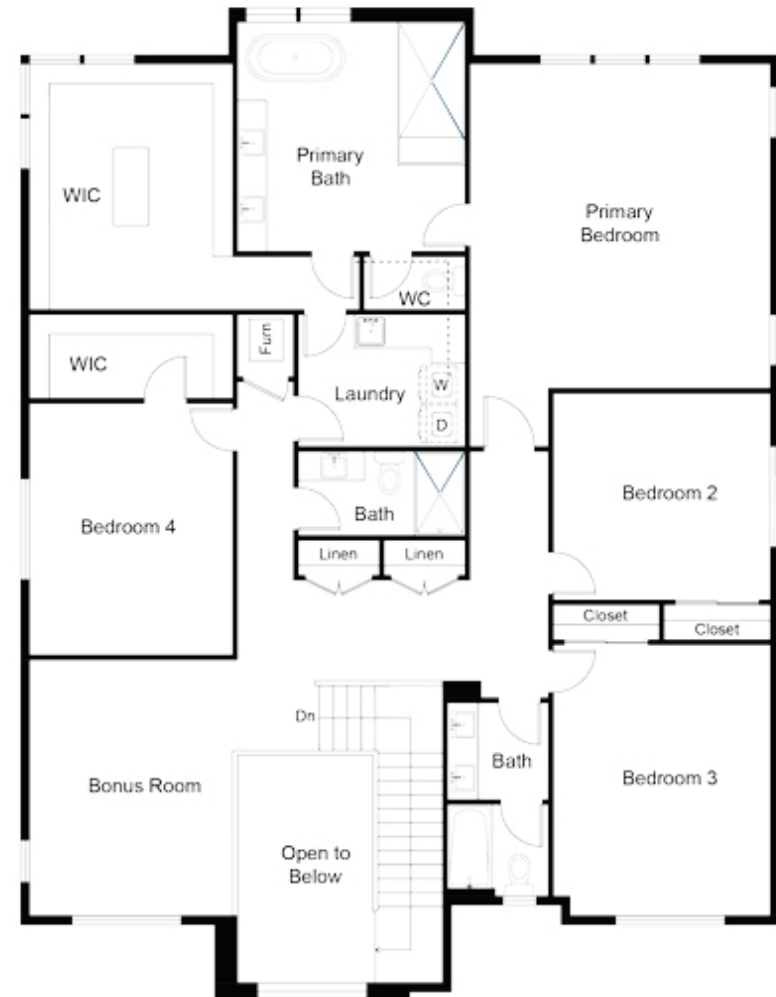 Primary
Bath
WIC
Primary
Bedroom
WC
Furn
WIC
Laundry
W
D
Bedroom 2
Bedroom 4
Bath
Linen
Linen
Closet
Closet
Dn
Bath
Bonus Room
Bedroom 3
Open to
Below